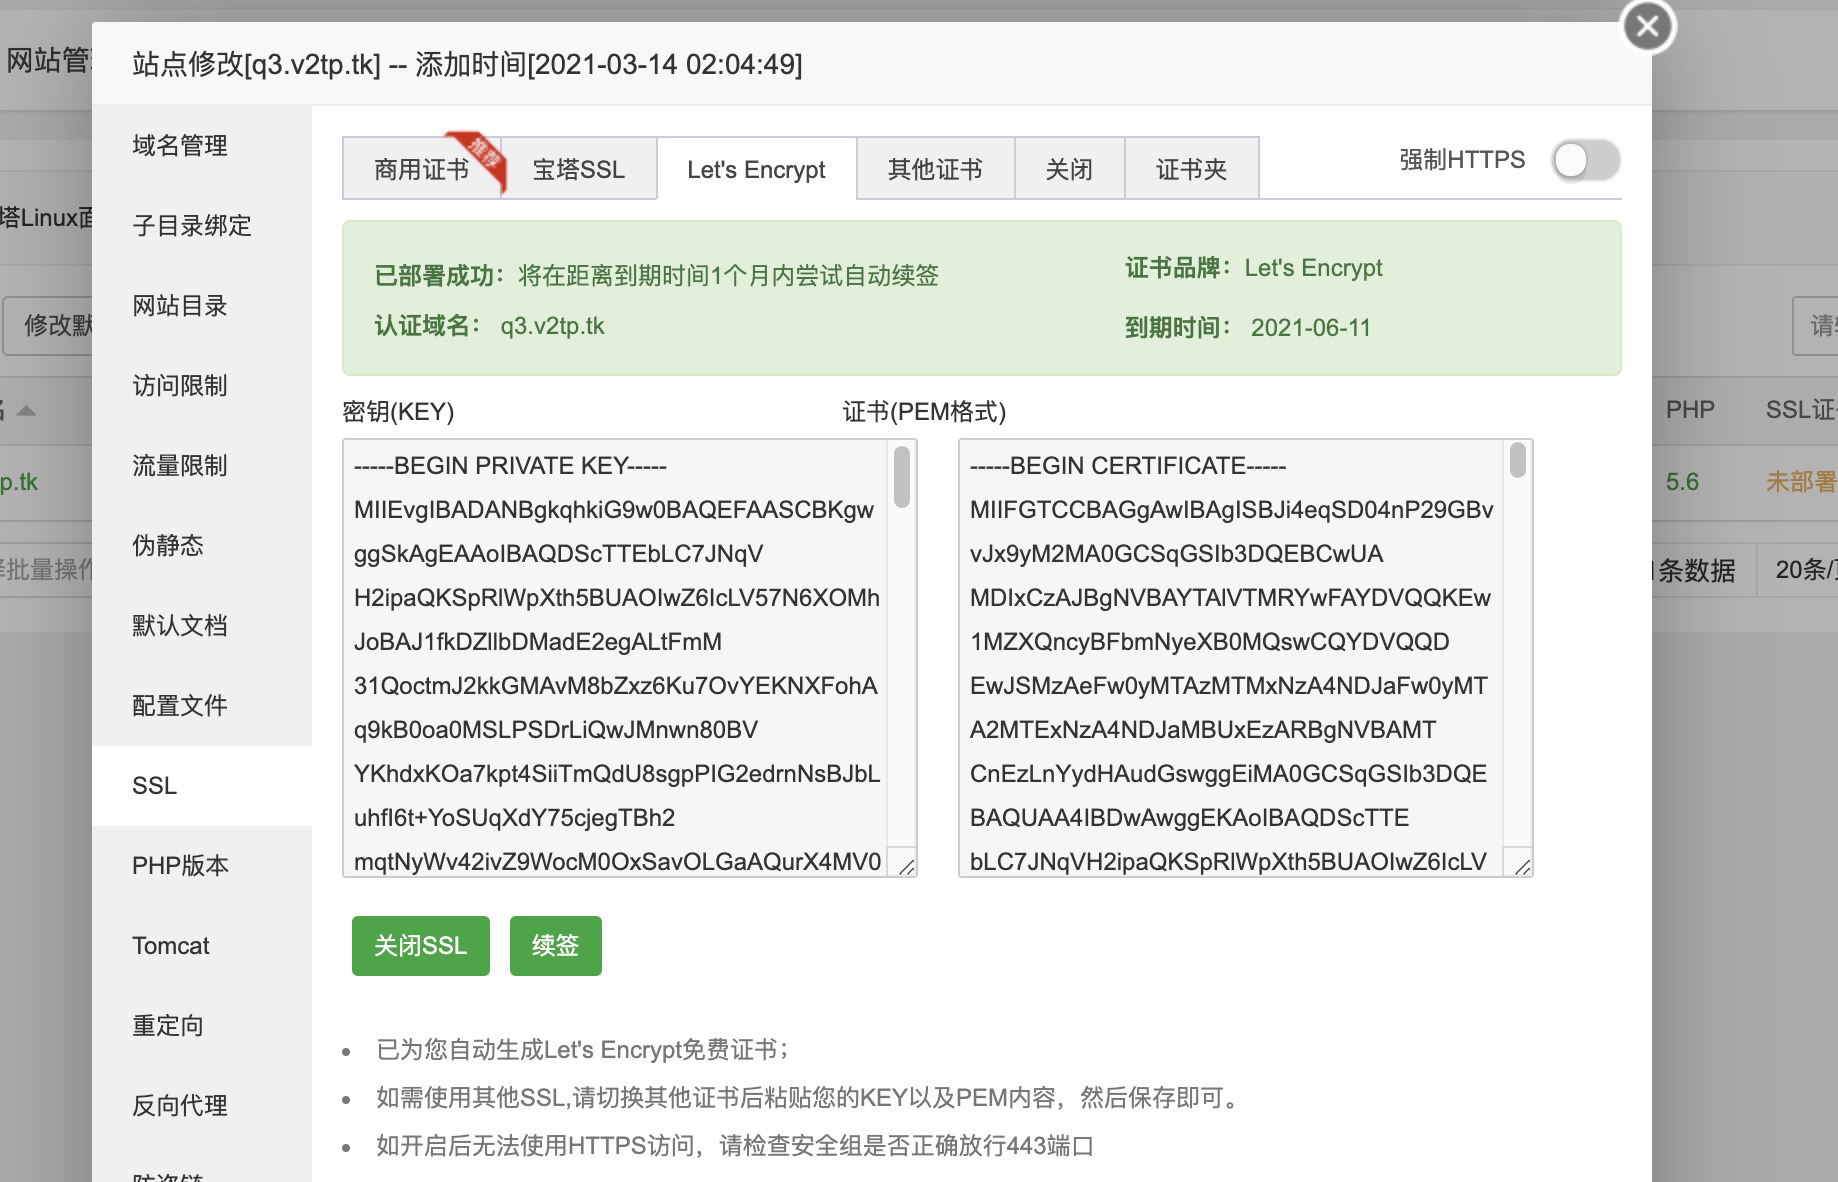 网站管
站点修改[q3.v2tp.tk] -- 添加时间[2021-03-14 02:04:49]
域名管理
子目录绑定
网站目录
访问限制
流量限制
伪静态
默认文档
配置文件
SSL
PHP版本
Tomcat
重定向
反向代理
防盗链
塔Linux面
修改默
p.tk
择批量操作
商用证书
推荐
宝塔SSL
Let's Encrypt
其他证书
关闭
证书夹
强制HTTPS
已部署成功：将在距离到期时间1个月内尝试自动续签
证书品牌：Let's Encrypt
认证域名： q3.v2tp.tk
到期时间： 2021-06-11
密钥(KEY)
证书(PEM格式)
-----BEGIN PRIVATE KEY-----
MIIEvgIBADANBgkqhkiG9w0BAQEFAASCBKgw
ggSkAgEAAoIBAQDScTTEbLC7JNqV
H2ipaQKSpRlWpXth5BUAOIwZ6IcLV57N6XOMh
JoBAJ1fkDZllbDMadE2egALtFmM
31QoctmJ2kkGMAvM8bZxz6Ku7OvYEKNXFohA
q9kB0oa0MSLPSDrLiQwJMnwn80BV
YKhdxKOa7kpt4SiiTmQdU8sgpPIG2edrnNsBJbL
uhfl6t+YoSUqXdY75cjegTBh2
mqtNyWv42ivZ9WocM0OxSavOLGaAQurX4MV0
-----BEGIN CERTIFICATE-----
MIIFGTCCBAGgAwIBAgISBJi4eqSD04nP29GBv
vJx9yM2MA0GCSqGSIb3DQEBCwUA
MDIxCzAJBgNVBAYTAlVTMRYwFAYDVQQKEw
1MZXQncyBFbmNyeXB0MQswCQYDVQQD
EwJSMzAeFw0yMTAzMTMxNzA4NDJaFw0yMT
A2MTExNzA4NDJaMBUxEzARBgNVBAMT
CnEzLnYydHAudGswggEiMA0GCSqGSIb3DQE
BAQUAA4IBDwAwggEKAoIBAQDScTTE
bLC7JNqVH2ipaQKSpRlWpXth5BUAOIwZ6IcLV
关闭SSL
续签
已为您自动生成Let's Encrypt免费证书；
如需使用其他SSL,请切换其他证书后粘贴您的KEY以及PEM内容，然后保存即可。
如开启后无法使用HTTPS访问，请检查安全组是否正确放行443端口
请
PHP
SSL证
5.6
未部署
条数据
20条/